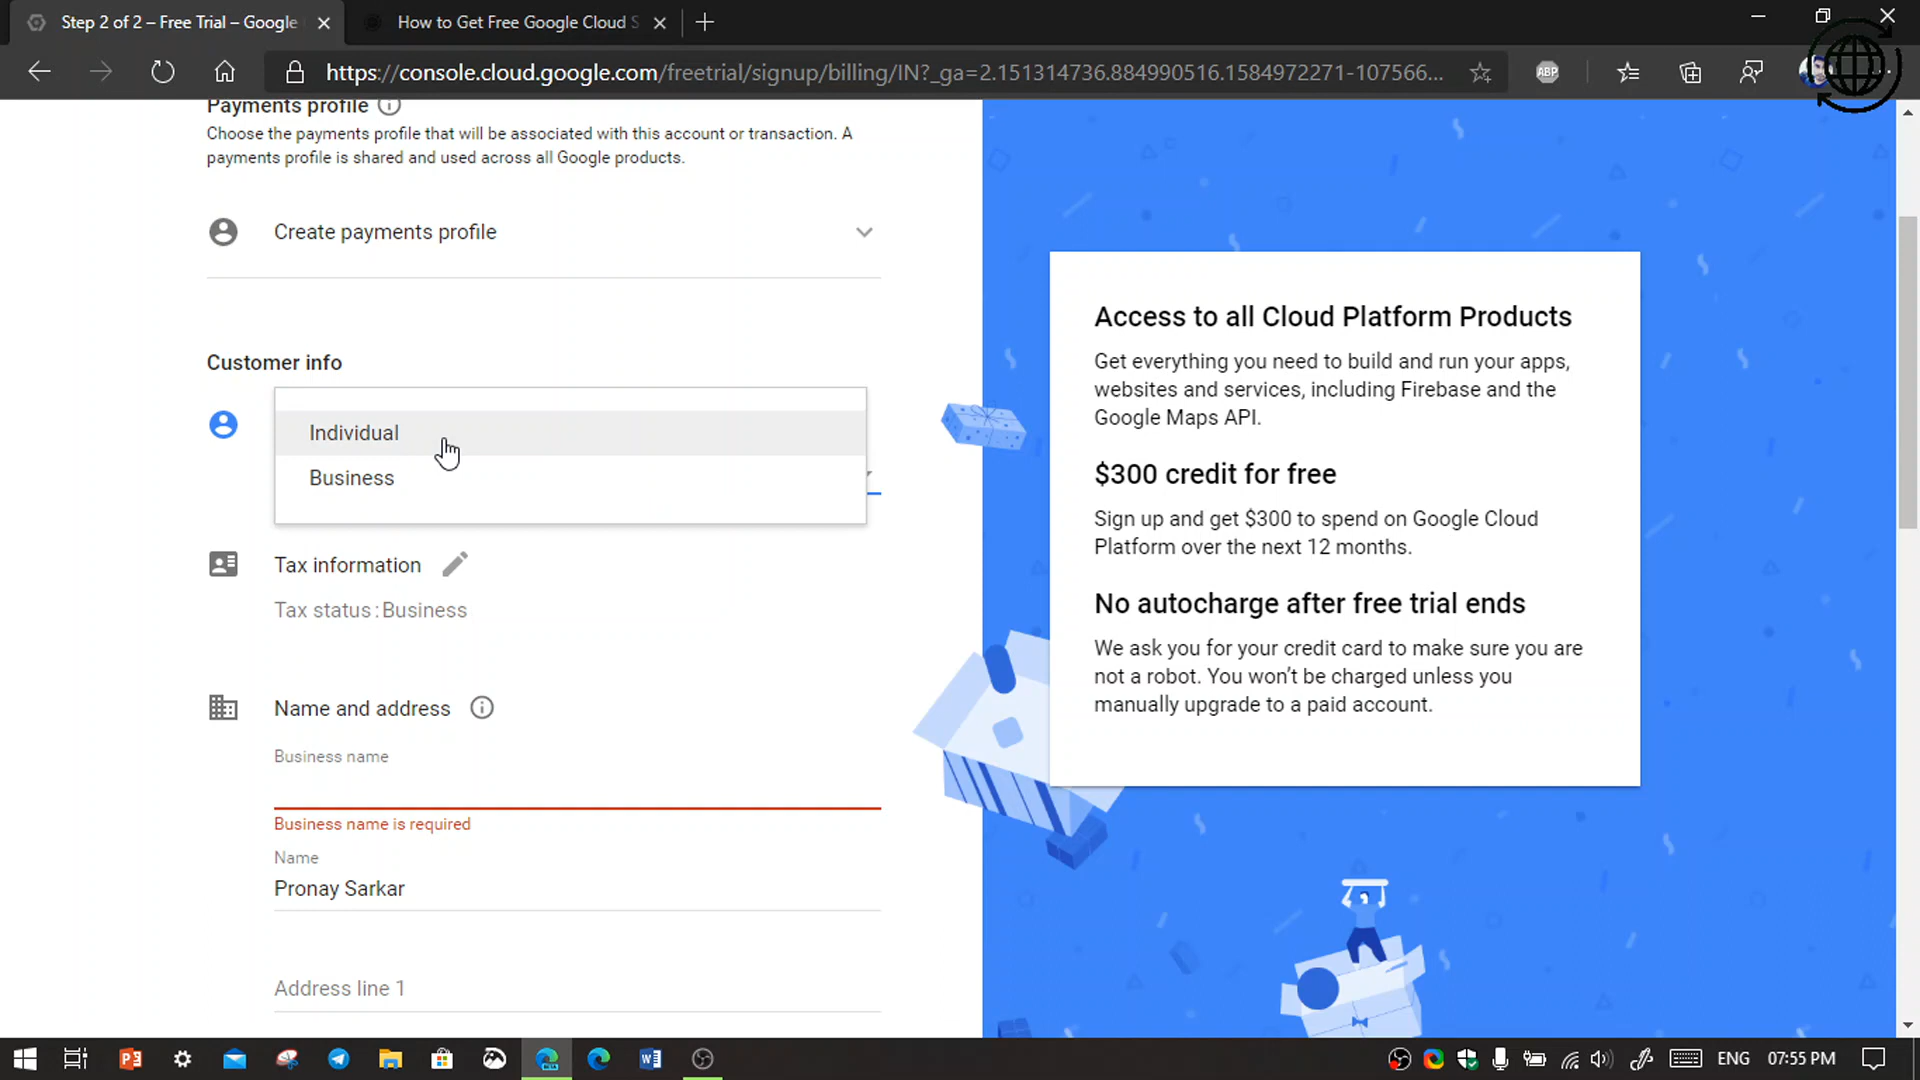 Step 2 of 2 – Free Trial – Google
How to Get Free Google Cloud S
https://console.cloud.google.com/freetrial/signup/billing/IN?_ga=2.151314736.884990516.1584972271-107566...
ABP
Payments profile
Choose the payments profile that will be associated with this account or transaction. A
payments profile is shared and used across all Google products.
Create payments profile
Customer info
Individual
Business
Tax information
Tax status : Business
Name and address
Business name
Business name is required
Name
Pronay Sarkar
Address line 1
Access to all Cloud Platform Products
Get everything you need to build and run your apps,
websites and services, including Firebase and the
Google Maps API.
$300 credit for free
Sign up and get $300 to spend on Google Cloud
Platform over the next 12 months.
No autocharge after free trial ends
We ask you for your credit card to make sure you are
not a robot. You won’t be charged unless you
manually upgrade to a paid account.
ENG
07:55 PM